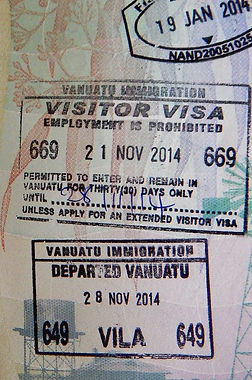 19 JAN 2014
NAND20051025
VANUATU IMMIGRATION
VISITOR VISA
EMPLOYMENT IS PROHIBITED
669 21 NOV 2014 669
PERMITTED TO ENTER AND REMAIN IN
VANUATU FOR THIRTY(30) DAYS ONLY
UNTIL
UNLESS APPLY FOR AN EXTENDED VISITOR VISA
VANUATU IMMIGRATION
DEPARTED VANUATU
28 NOV 2014
649 VILA 649